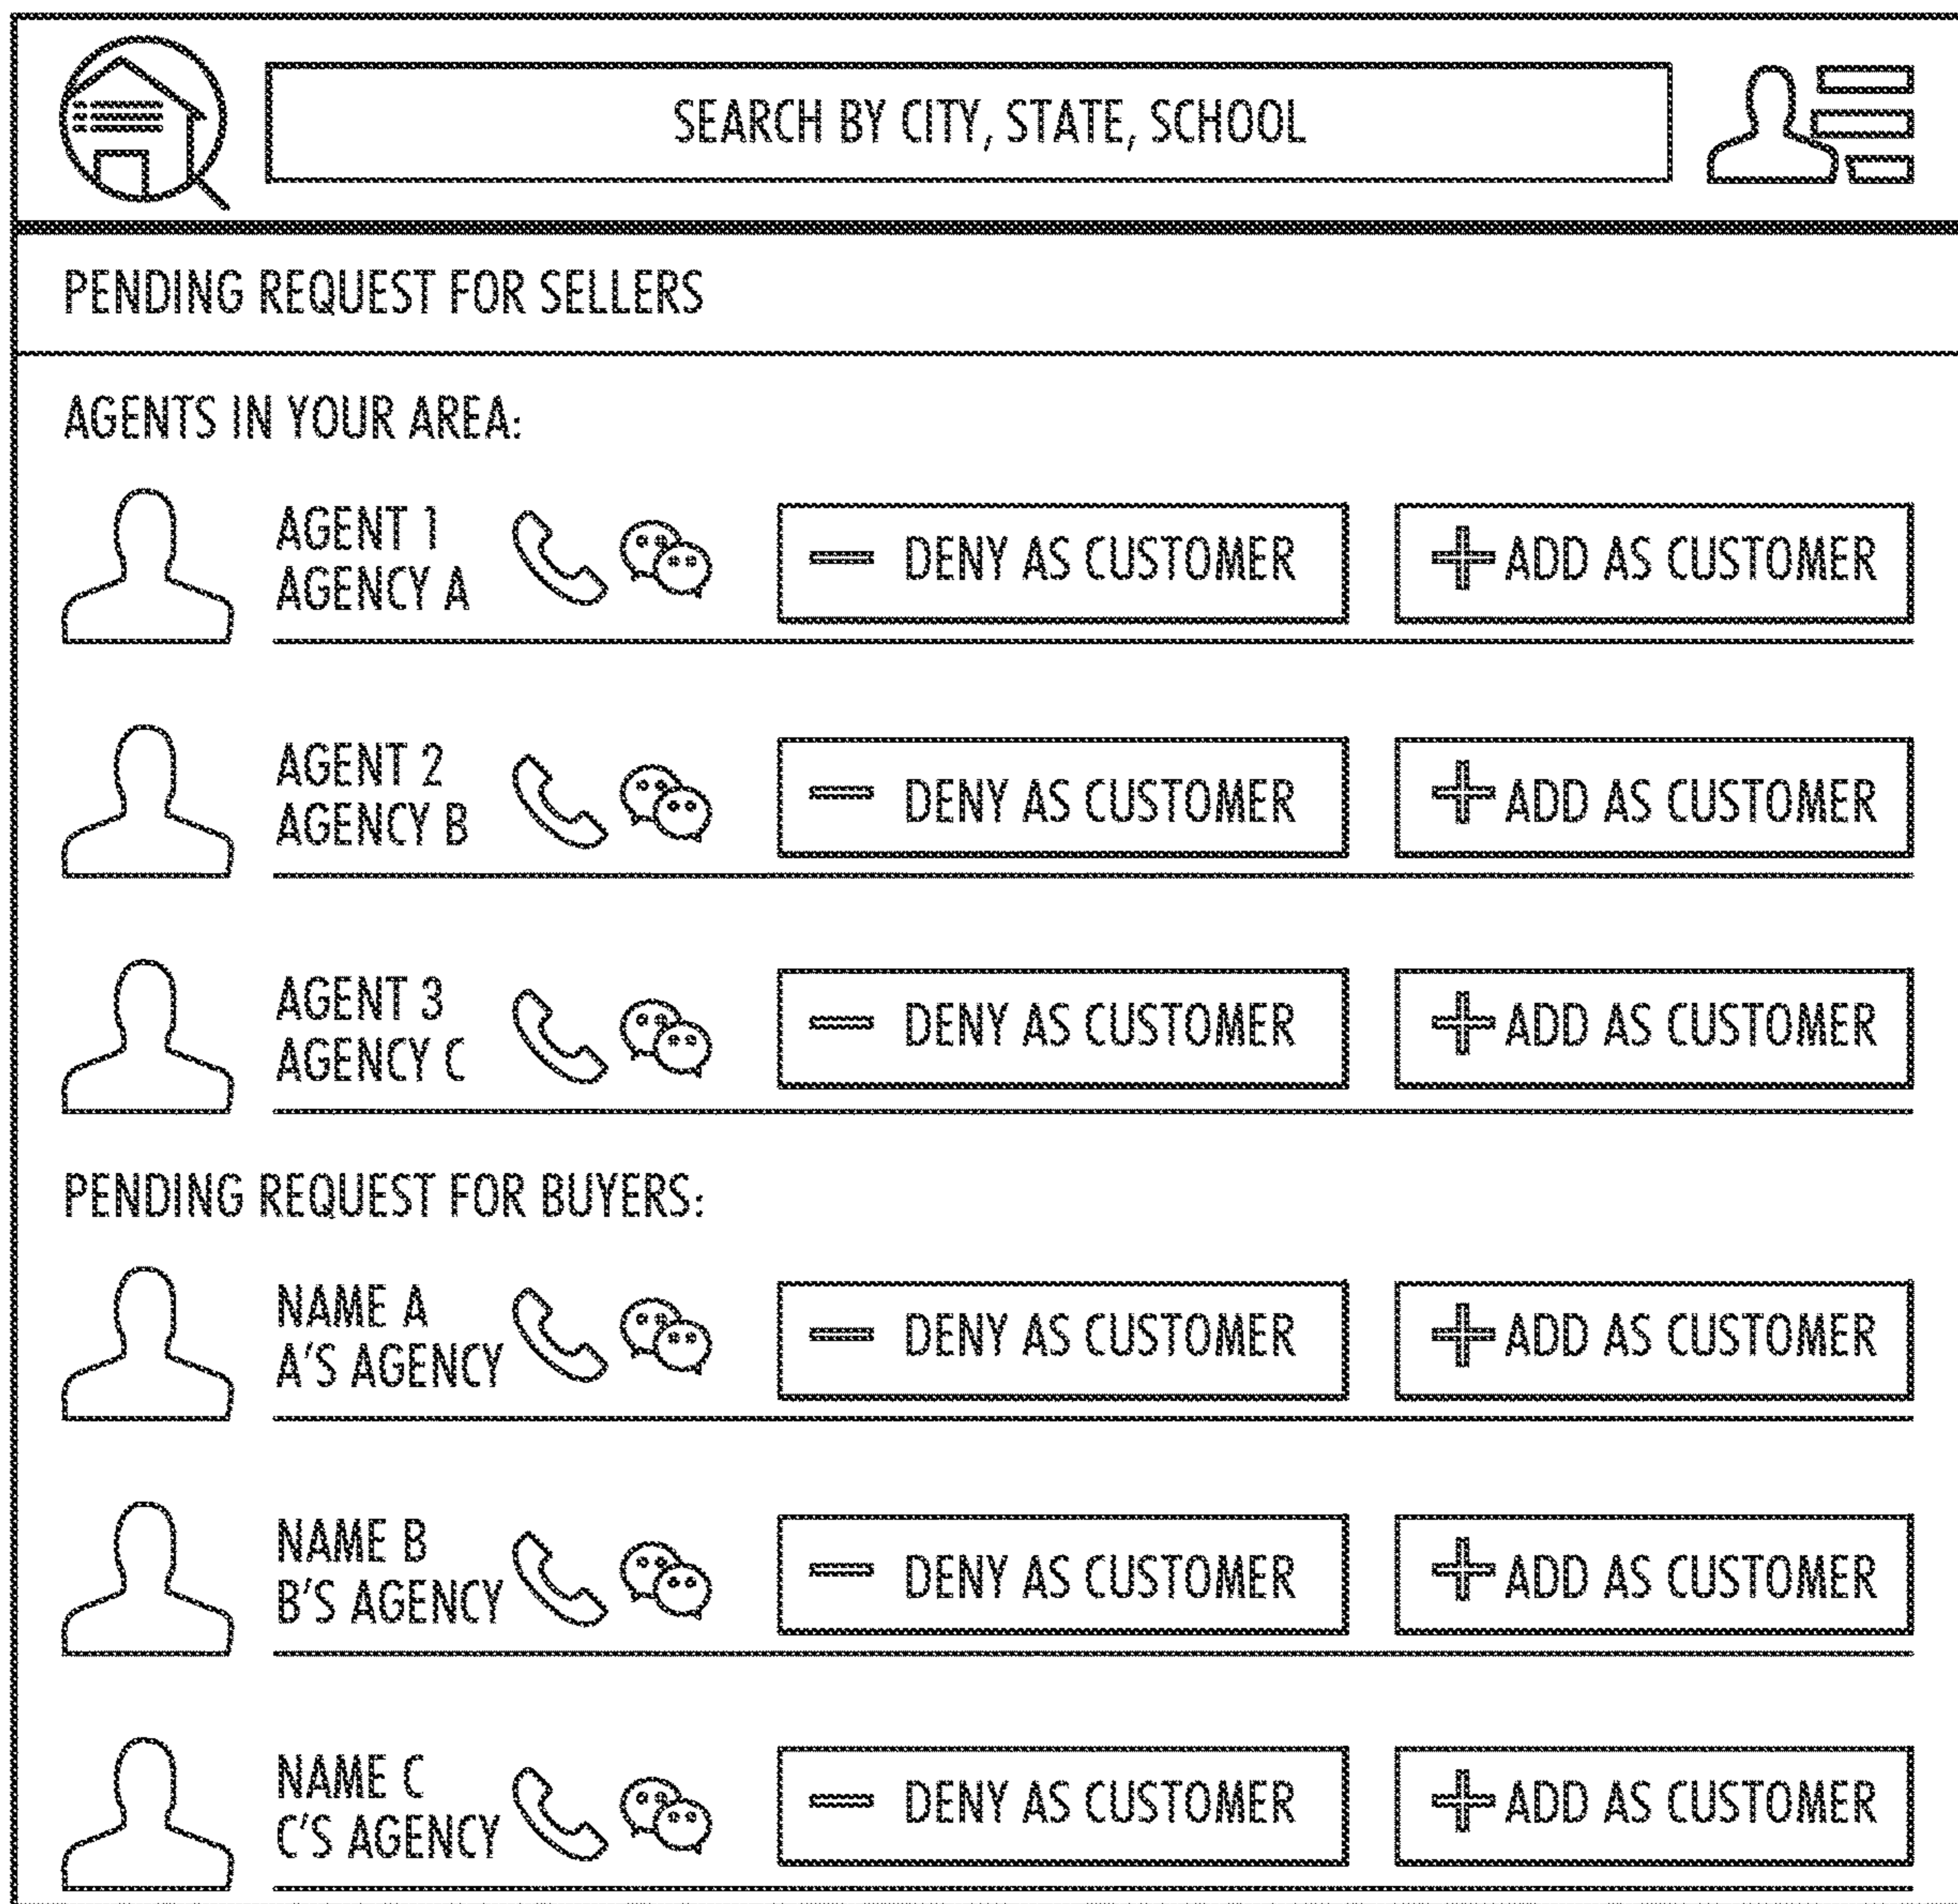 SEARCH BY CITY, STATE, SCHOOL
PENDING REQUEST FOR SELLERS
AGENTS IN YOUR AREA:
AGENT 1
AGENCY A
DENY AS CUSTOMER
ADD AS CUSTOMER
AGENT 2
AGENCY B
DENY AS CUSTOMER
ADD AS CUSTOMER
AGENT 3
AGENCY C
DENY AS CUSTOMER
ADD AS CUSTOMER
PENDING REQUEST FOR BUYERS:
NAME A
A'S AGENCY
DENY AS CUSTOMER
ADD AS CUSTOMER
NAME B
B'S AGENCY
DENY AS CUSTOMER
ADD AS CUSTOMER
NAME C
C'S AGENCY
DENY AS CUSTOMER
ADD AS CUSTOMER